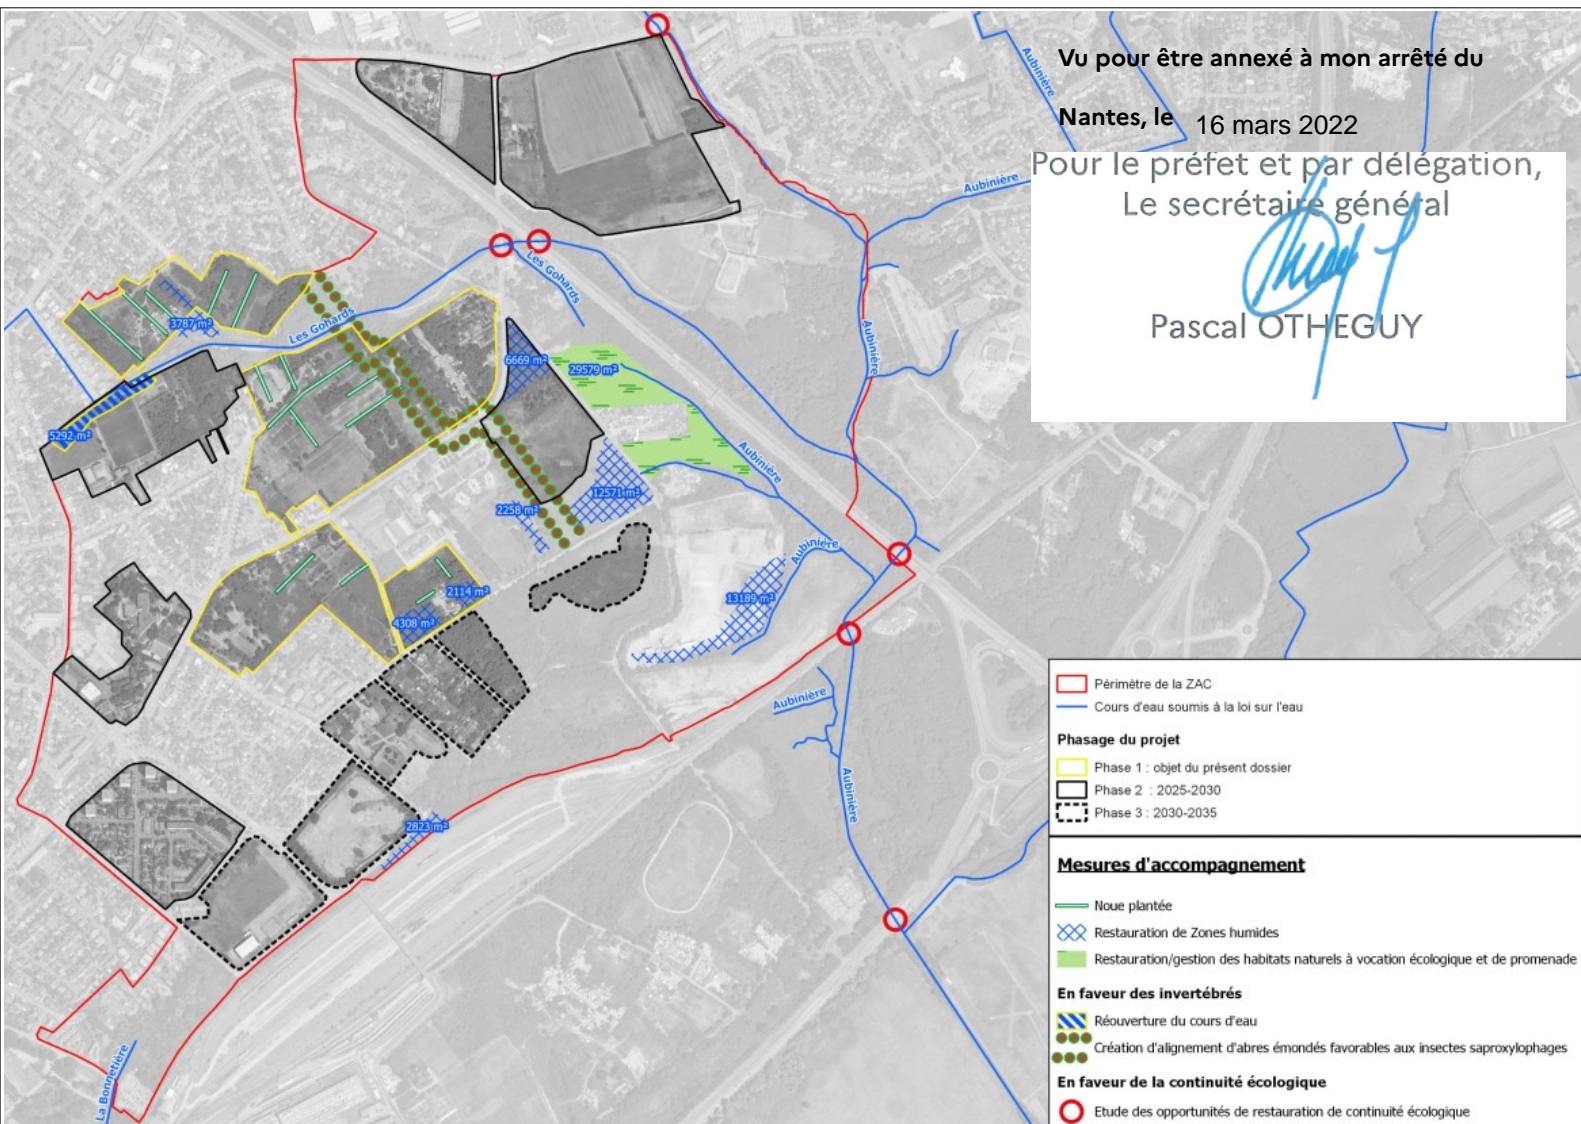 Vu pour être annexé à mon arrêté du
Nantes, le 16 mars 2022
Pour le préfet et par délégation,
Le secrétaire général
Pascal OTHEGUY
Aubinière
Aubinière
Les Gohards
Les Gohards
3787 m²
Aubinière
6669 m²
29579 m²
5292 m²
Aubinière
12571 m²
2258 m²
Aubinière
2114 m²
13189 m²
4308 m²
Aubinière
Aubinière
2823 m²
La Bonnetière
Périmètre de la ZAC
Cours d'eau soumis à la loi sur l'eau
Phasage du projet
Phase 1 : objet du présent dossier
Phase 2 : 2025-2030
Phase 3 : 2030-2035
Mesures d'accompagnement
Noue plantée
Restauration de Zones humides
Restauration/gestion des habitats naturels à vocation écologique et de promenade
En faveur des invertébrés
Réouverture du cours d'eau
Création d'alignement d'abres émondés favorables aux insectes saproxylophages
En faveur de la continuité écologique
Etude des opportunités de restauration de continuité écologique